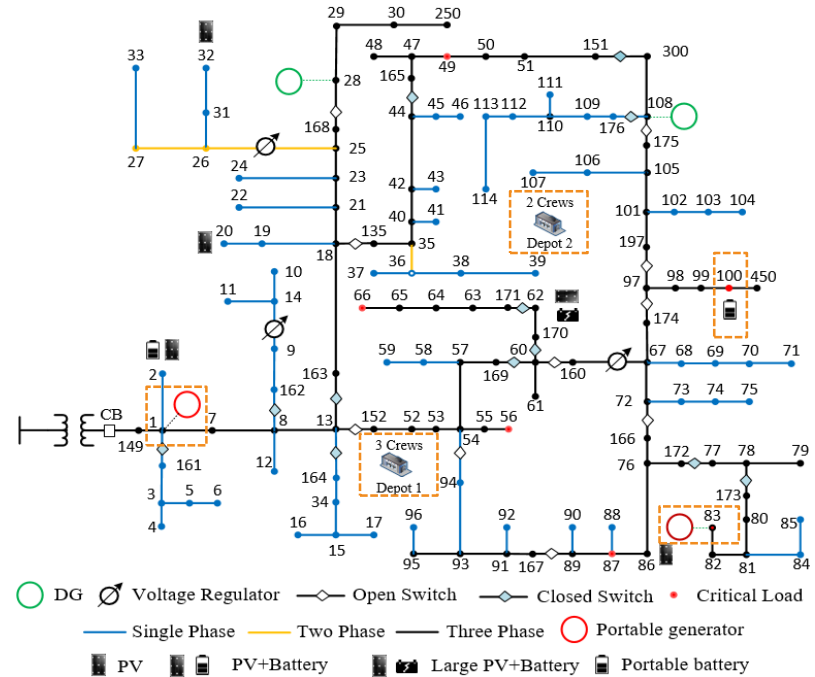 29 30 250
33 32 48 47 49 50 51 151 300
28 165
31 168 44 45 46 113 112 111 110 109 176 108
27 26 25 175
24 23 107 106 105
22 21 42 43 114
2 Crews
Depot 2
101 102 103 104
20 19 18 135 35 40 41
197
37 36 38 39
10 97 98 99 100 450
11 14 66 65 64 63 171 62
174
9 170
59 58 57 169 60 160 67 68 69 70 71
2 162 163 61
72 73 74 75
CB
149 1 7 8 13 152 52 53 54 55 56
3 Crews
Depot 1
166
161 12 164 94 76 172 77 78 79
3 5 6 34 173
4 16 15 17 96 92 90 88 83 80 85
95 93 91 167 89 87 86 82 81 84
DG Voltage Regulator Open Switch Closed Switch Critical Load
Single Phase Two Phase Three Phase Portable generator
PV PV+Battery Large PV+Battery Portable battery